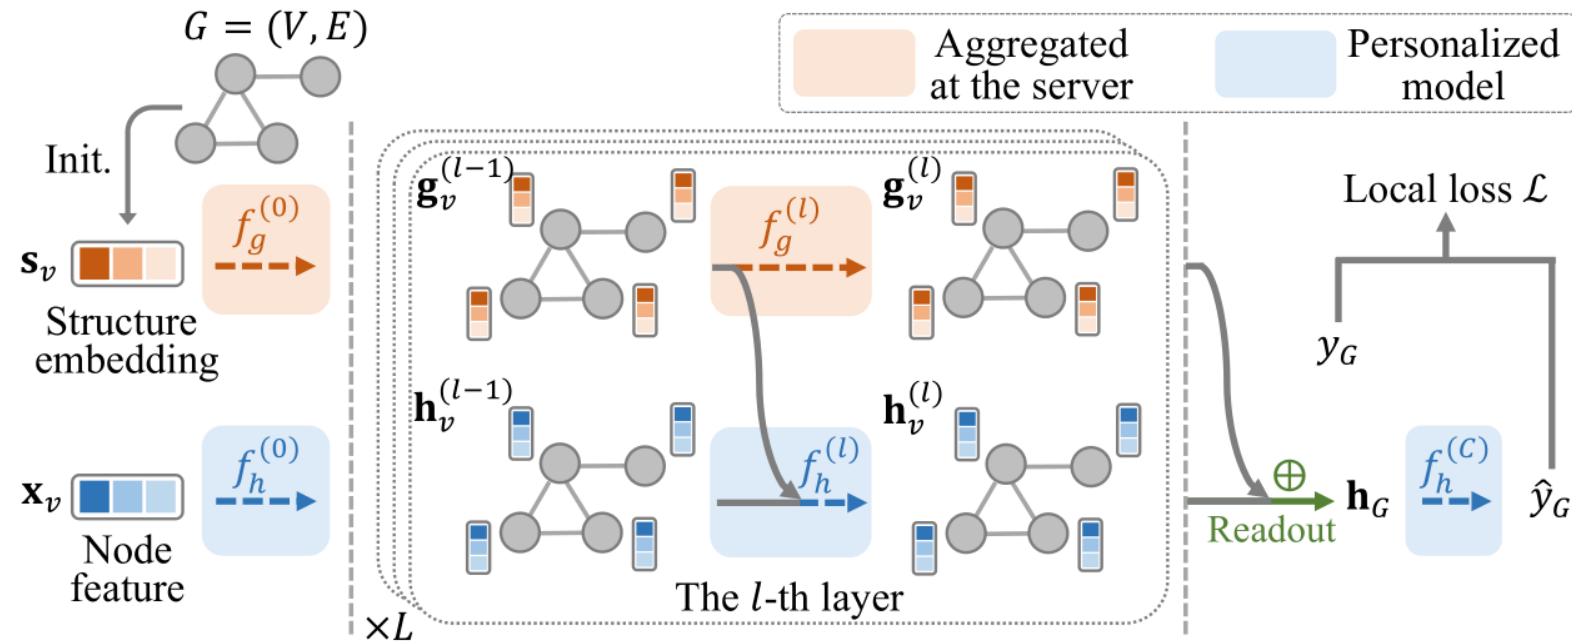 G = (V, E)
Init.
s_v
f_g^{(0)}
Structure
embedding
x_v
f_h^{(0)}
Node
feature
Aggregated
at the server
Personalized
model
g_v^{(l-1)}
f_g^{(l)}
g_v^{(l)}
h_v^{(l-1)}
f_h^{(l)}
h_v^{(l)}
The l-th layer
×L
Local loss ℒ
y_G
⊕
Readout
h_G
f_h^{(C)}
ŷ_G